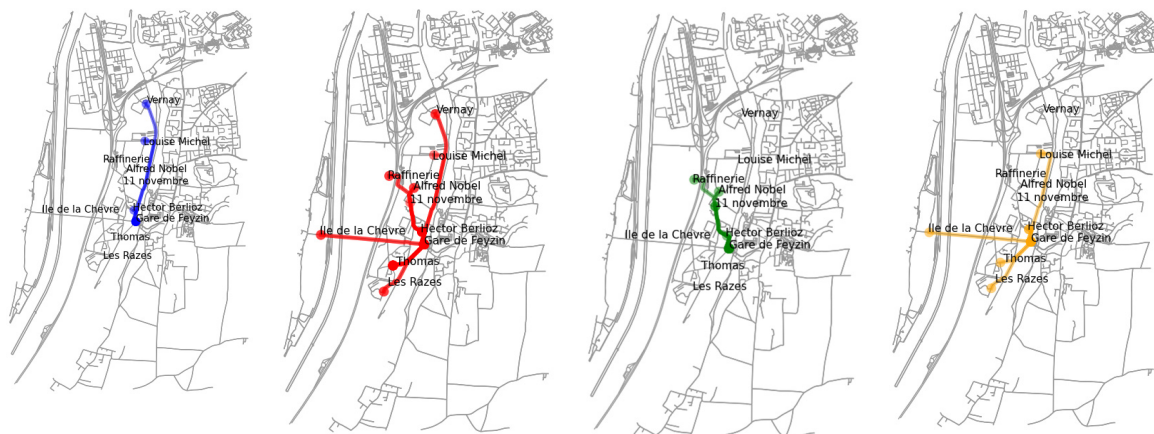 Vernay
Louise Michel
Raffinerie
Alfred Nobel
11 novembre
Ile de la Chèvre
Hector Berlioz
Gare de Feyzin
Thomas
Les Razes
Vernay
Louise Michel
Raffinerie
Alfred Nobel
11 novembre
Ile de la Chèvre
Hector Berlioz
Gare de Feyzin
Thomas
Les Razes
Vernay
Louise Michel
Raffinerie
Alfred Nobel
11 novembre
Ile de la Chèvre
Hector Berlioz
Gare de Feyzin
Thomas
Les Razes
Vernay
Louise Michel
Raffinerie
Alfred Nobel
11 novembre
Ile de la Chèvre
Hector Berlioz
Gare de Feyzin
Thomas
Les Razes